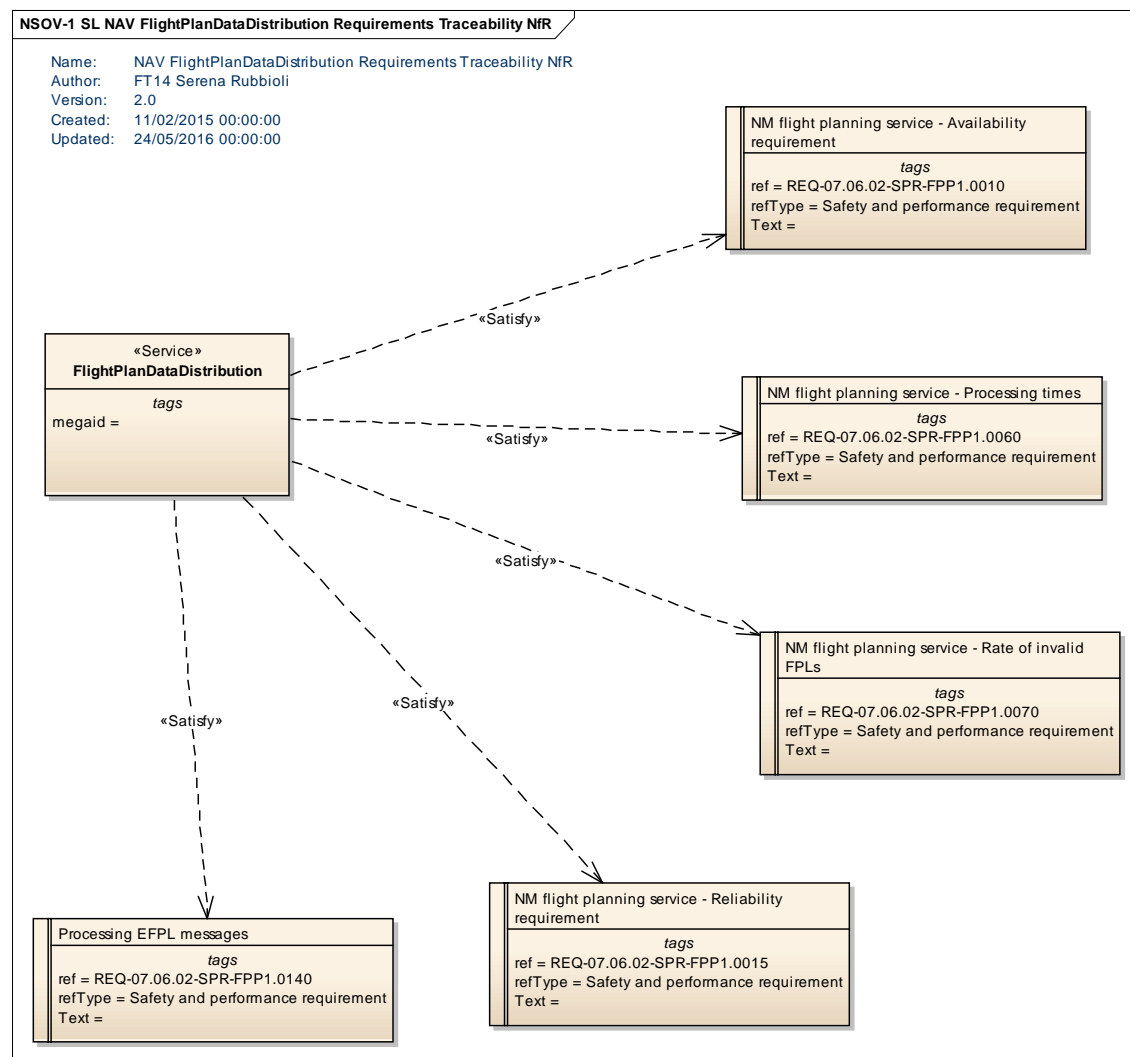 NSOV-1 SL NAV FlightPlanDataDistribution Requirements Traceability NfR
Name: NAV FlightPlanDataDistribution Requirements Traceability NfR
Author: FT14 Serena Rubbioli
Version: 2.0
Created: 11/02/2015 00:00:00
Updated: 24/05/2016 00:00:00
NM flight planning service - Availability
requirement
tags
ref = REQ-07.06.02-SPR-FPP1.0010
refType = Safety and performance requirement
Text =
«Satisfy»
«Service»
FlightPlanDataDistribution
tags
megaid =
NM flight planning service - Processing times
tags
ref = REQ-07.06.02-SPR-FPP1.0060
refType = Safety and performance requirement
Text =
«Satisfy»
«Satisfy»
NM flight planning service - Rate of invalid
FPLs
tags
ref = REQ-07.06.02-SPR-FPP1.0070
refType = Safety and performance requirement
Text =
«Satisfy»
«Satisfy»
NM flight planning service - Reliability
requirement
tags
ref = REQ-07.06.02-SPR-FPP1.0015
refType = Safety and performance requirement
Text =
Processing EFPL messages
tags
ref = REQ-07.06.02-SPR-FPP1.0140
refType = Safety and performance requirement
Text =